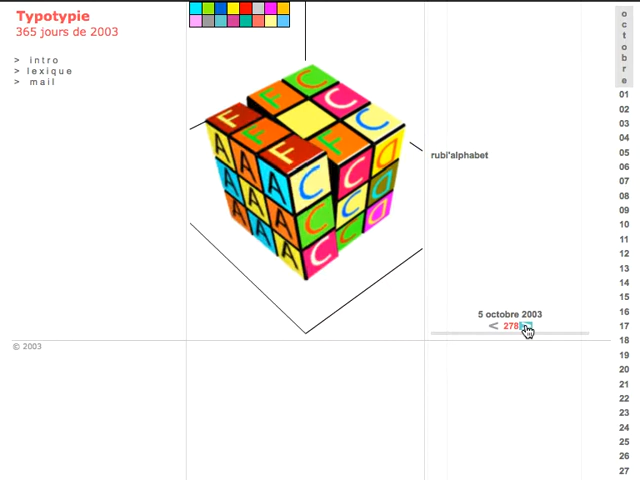 Typotypie
365 jours de 2003
> intro
> lexique
> mail
F C
F C
F C
F F
A A A C C a
A A A C C a
A A A C C a
rubi'alphabet
5 octobre 2003
< 278
© 2003
octobre
01
02
03
04
05
06
07
08
09
10
11
12
13
14
15
16
17
18
19
20
21
22
23
24
25
26
27